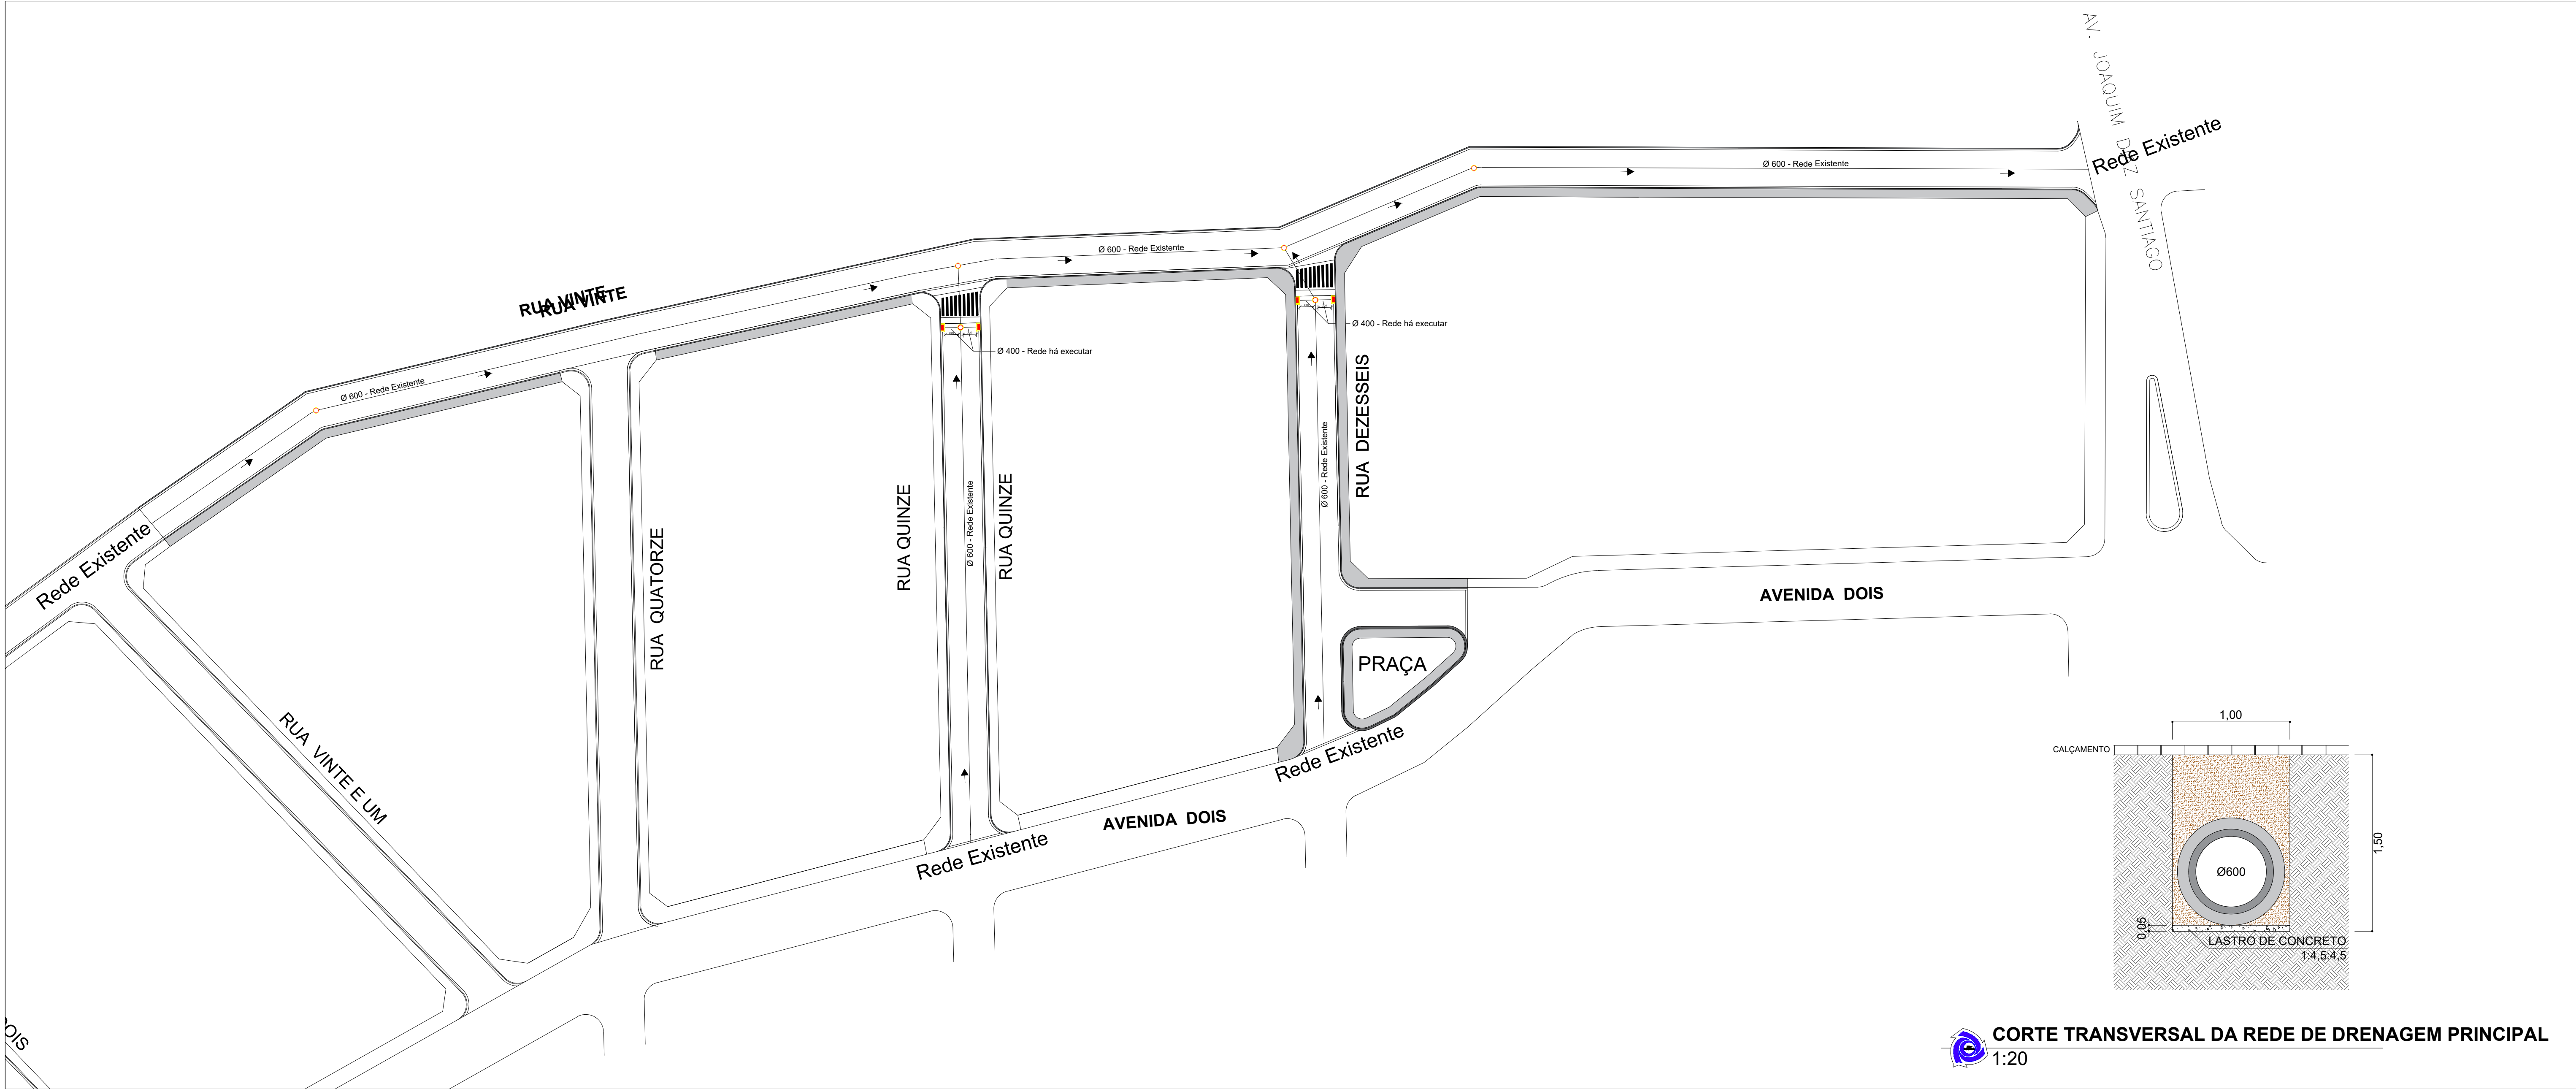 AV. JOAQUIM DIAZ SANTIAGO
Rede Existente
Ø 600 - Rede Existente
Ø 600 - Rede Existente
RUA VINTE
RUA VINTE
Ø 400 - Rede há executar
Ø 400 - Rede há executar
Ø 600 - Rede Existente
RUA DEZESSEIS
Ø 600 - Rede Existente
RUA QUINZE
Ø 600 - Rede Existente
RUA QUINZE
RUA QUATORZE
Rede Existente
AVENIDA DOIS
PRAÇA
RUA VINTE E UM
Rede Existente
AVENIDA DOIS
Rede Existente
OIS
1,00
CALÇAMENTO
1,50
Ø600
0,05
LASTRO DE CONCRETO
1:4,5:4,5
CORTE TRANSVERSAL DA REDE DE DRENAGEM PRINCIPAL
1:20